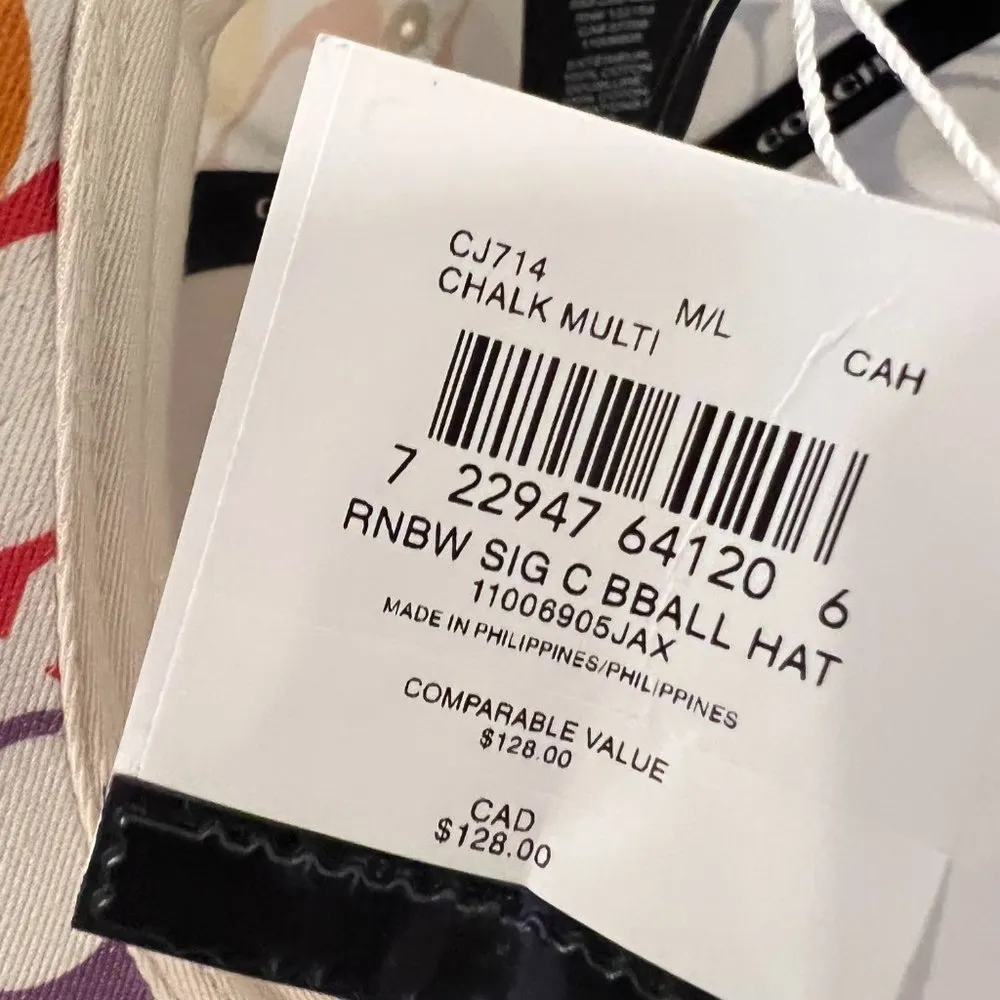 COACH
CJ714
CHALK MULTI M/L CAH
7 22947 64120 6
RNBW SIG C BBALL HAT
11006905JAX
MADE IN PHILIPPINES/PHILIPPINES
COMPARABLE VALUE
$128.00
CAD
$128.00